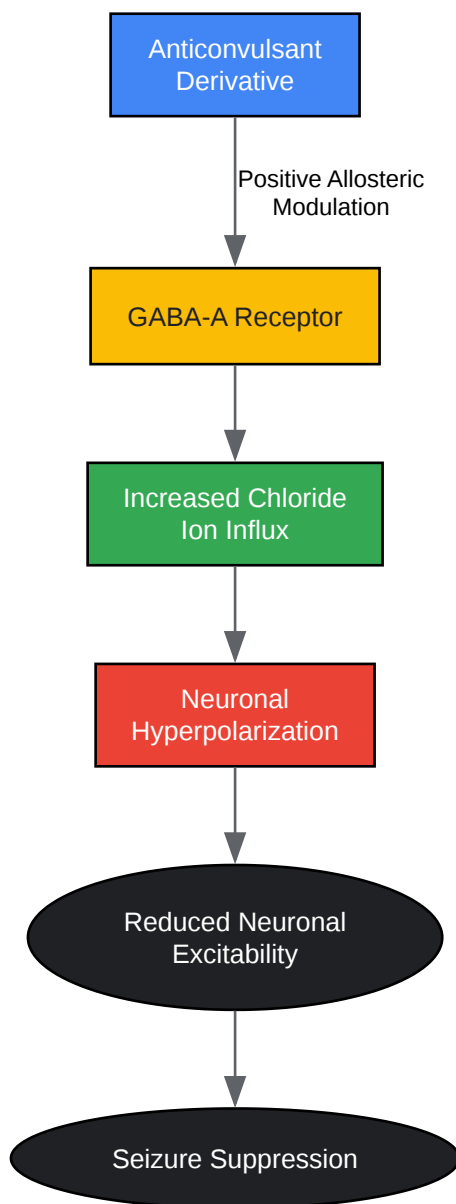 Anticonvulsant
Derivative
Positive Allosteric
Modulation
GABA-A Receptor
Increased Chloride
Ion Influx
Neuronal
Hyperpolarization
Reduced Neuronal
Excitability
Seizure Suppression